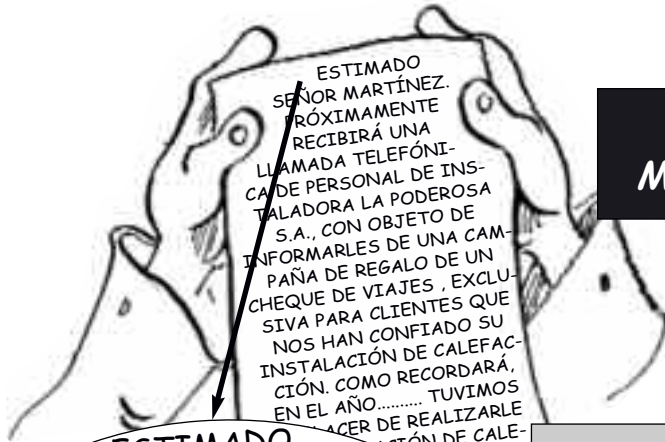 ESTIMADO
SEÑOR MARTÍNEZ.
PRÓXIMAMENTE
RECIBIRÁ UNA
LLAMADA TELEFÓNI-
CA DE PERSONAL DE INS-
TALADORA LA PODEROSA
S.A., CON OBJETO DE
INFORMARLES DE UNA CAM-
PAÑA DE REGALO DE UN
CHEQUE DE VIAJES , EXCLU-
SIVA PARA CLIENTES QUE
NOS HAN CONFIADO SU
INSTALACIÓN DE CALEFAC-
CIÓN. COMO RECORDARÁ,
EN EL AÑO.......... TUVIMOS
DE REALIZARLE
DE CALE-
ESTIMADO
M